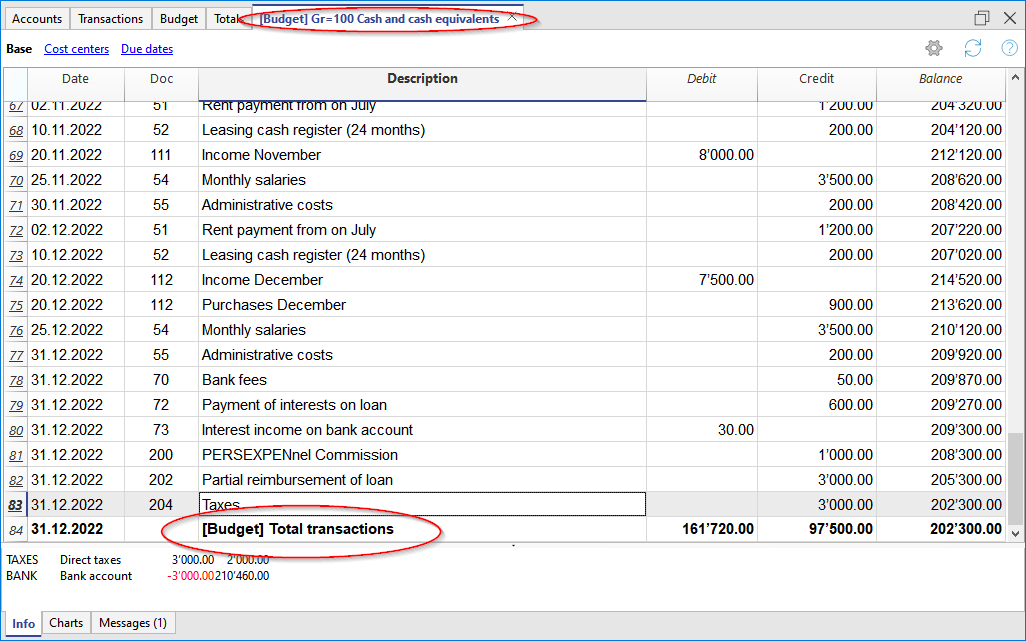 Accounts Transactions Budget Totals [Budget] Gr=100 Cash and cash equivalents
Base Cost centers Due dates
Date Doc Description Debit Credit Balance
67 02.11.2022 51 Rent payment from on July 1'200.00 204'320.00
68 10.11.2022 52 Leasing cash register (24 months) 200.00 204'120.00
69 20.11.2022 111 Income November 8'000.00 212'120.00
70 25.11.2022 54 Monthly salaries 3'500.00 208'620.00
71 30.11.2022 55 Administrative costs 200.00 208'420.00
72 02.12.2022 51 Rent payment from on July 1'200.00 207'220.00
73 10.12.2022 52 Leasing cash register (24 months) 200.00 207'020.00
74 20.12.2022 112 Income December 7'500.00 214'520.00
75 20.12.2022 112 Purchases December 900.00 213'620.00
76 25.12.2022 54 Monthly salaries 3'500.00 210'120.00
77 31.12.2022 55 Administrative costs 200.00 209'920.00
78 31.12.2022 70 Bank fees 50.00 209'870.00
79 31.12.2022 72 Payment of interests on loan 600.00 209'270.00
80 31.12.2022 73 Interest income on bank account 30.00 209'300.00
81 31.12.2022 200 PERSEXPENnel Commission 1'000.00 208'300.00
82 31.12.2022 202 Partial reimbursement of loan 3'000.00 205'300.00
83 31.12.2022 204 Taxes 3'000.00 202'300.00
84 31.12.2022 [Budget] Total transactions 161'720.00 97'500.00 202'300.00
TAXES Direct taxes 3'000.00 2'000.00
BANK Bank account -3'000.00 210'460.00
Info Charts Messages (1)